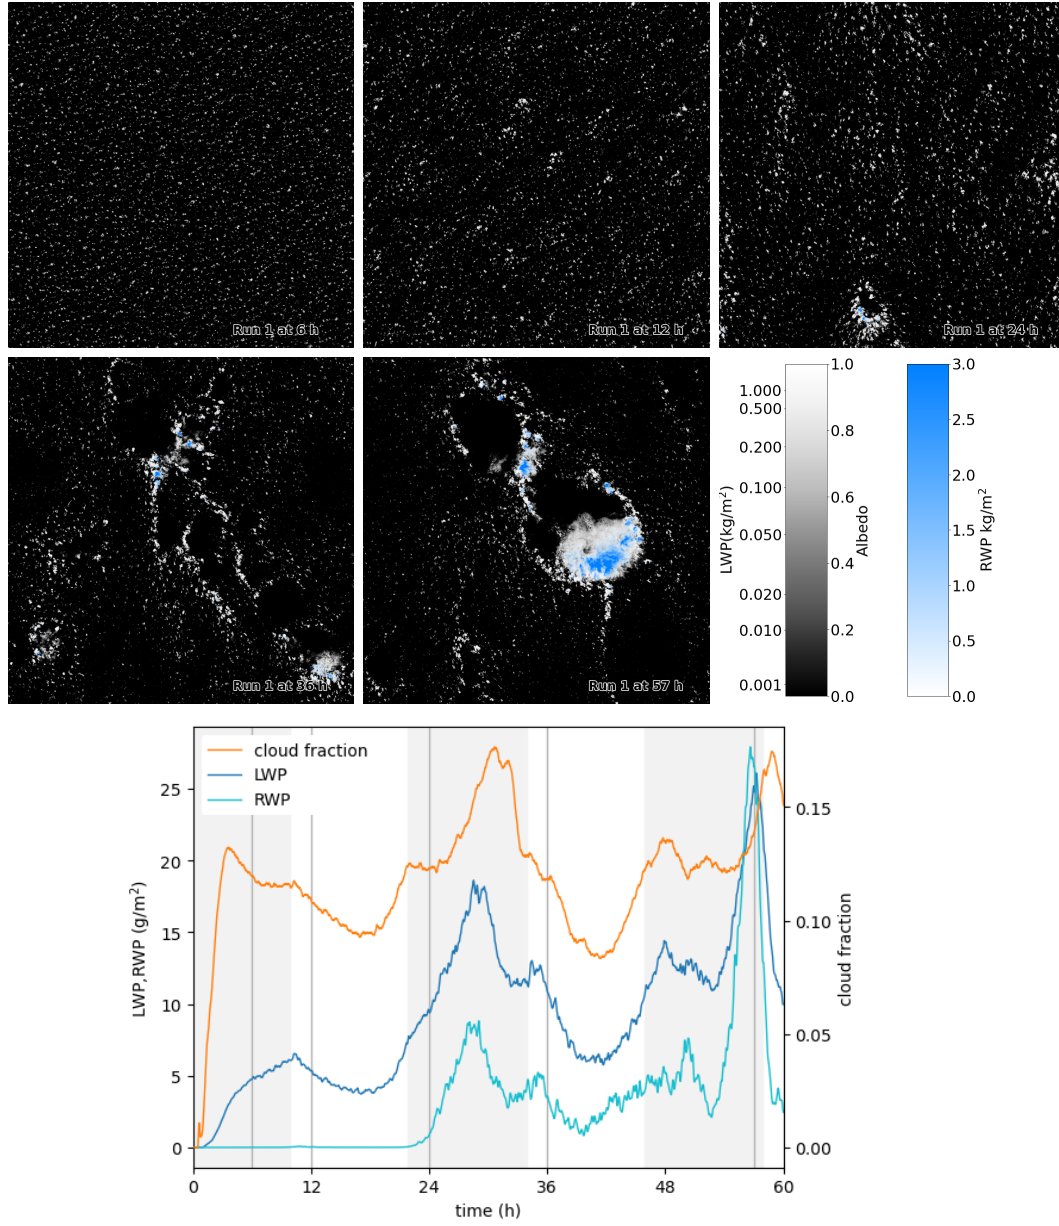 Run 1 at 6 h
Run 1 at 12 h
Run 1 at 24 h
Run 1 at 36 h
Run 1 at 57 h
LWP(kg/m²)
1.000
0.500
0.200
0.100
0.050
0.020
0.010
0.001
1.0
0.8
0.6
0.4
0.2
0.0
Albedo
3.0
2.5
2.0
1.5
1.0
0.5
0.0
RWP kg/m²
cloud fraction
LWP
RWP
LWP,RWP (g/m²)
25
20
15
10
5
0
0.15
0.10
0.05
0.00
cloud fraction
0
12
24
36
48
60
time (h)